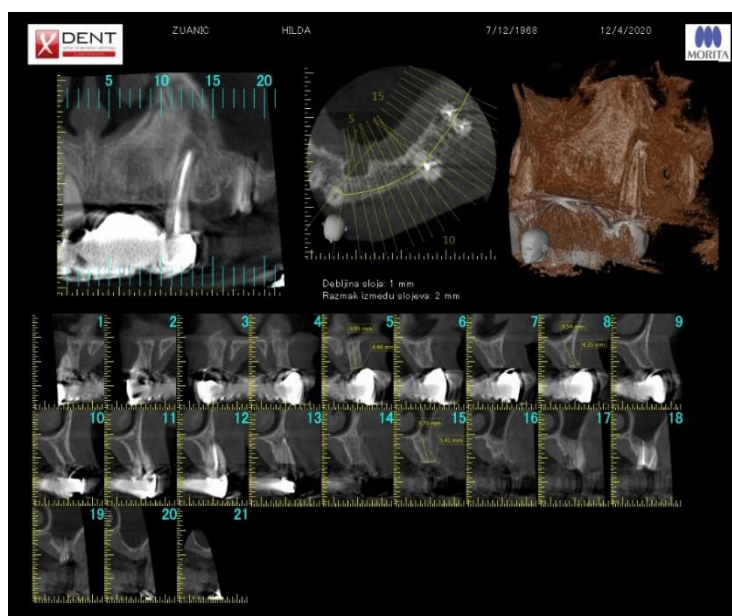 X DENT
ZUANIC HILDA 7/12/1968 12/4/2020
MORITA
5 10 15 20
15
5
10
Debljina sloja: 1 mm
Razmak izmedu slojeva: 2 mm
1 2 3 4 5 6 7 8 9
10 11 12 13 14 15 16 17 18
19 20 21